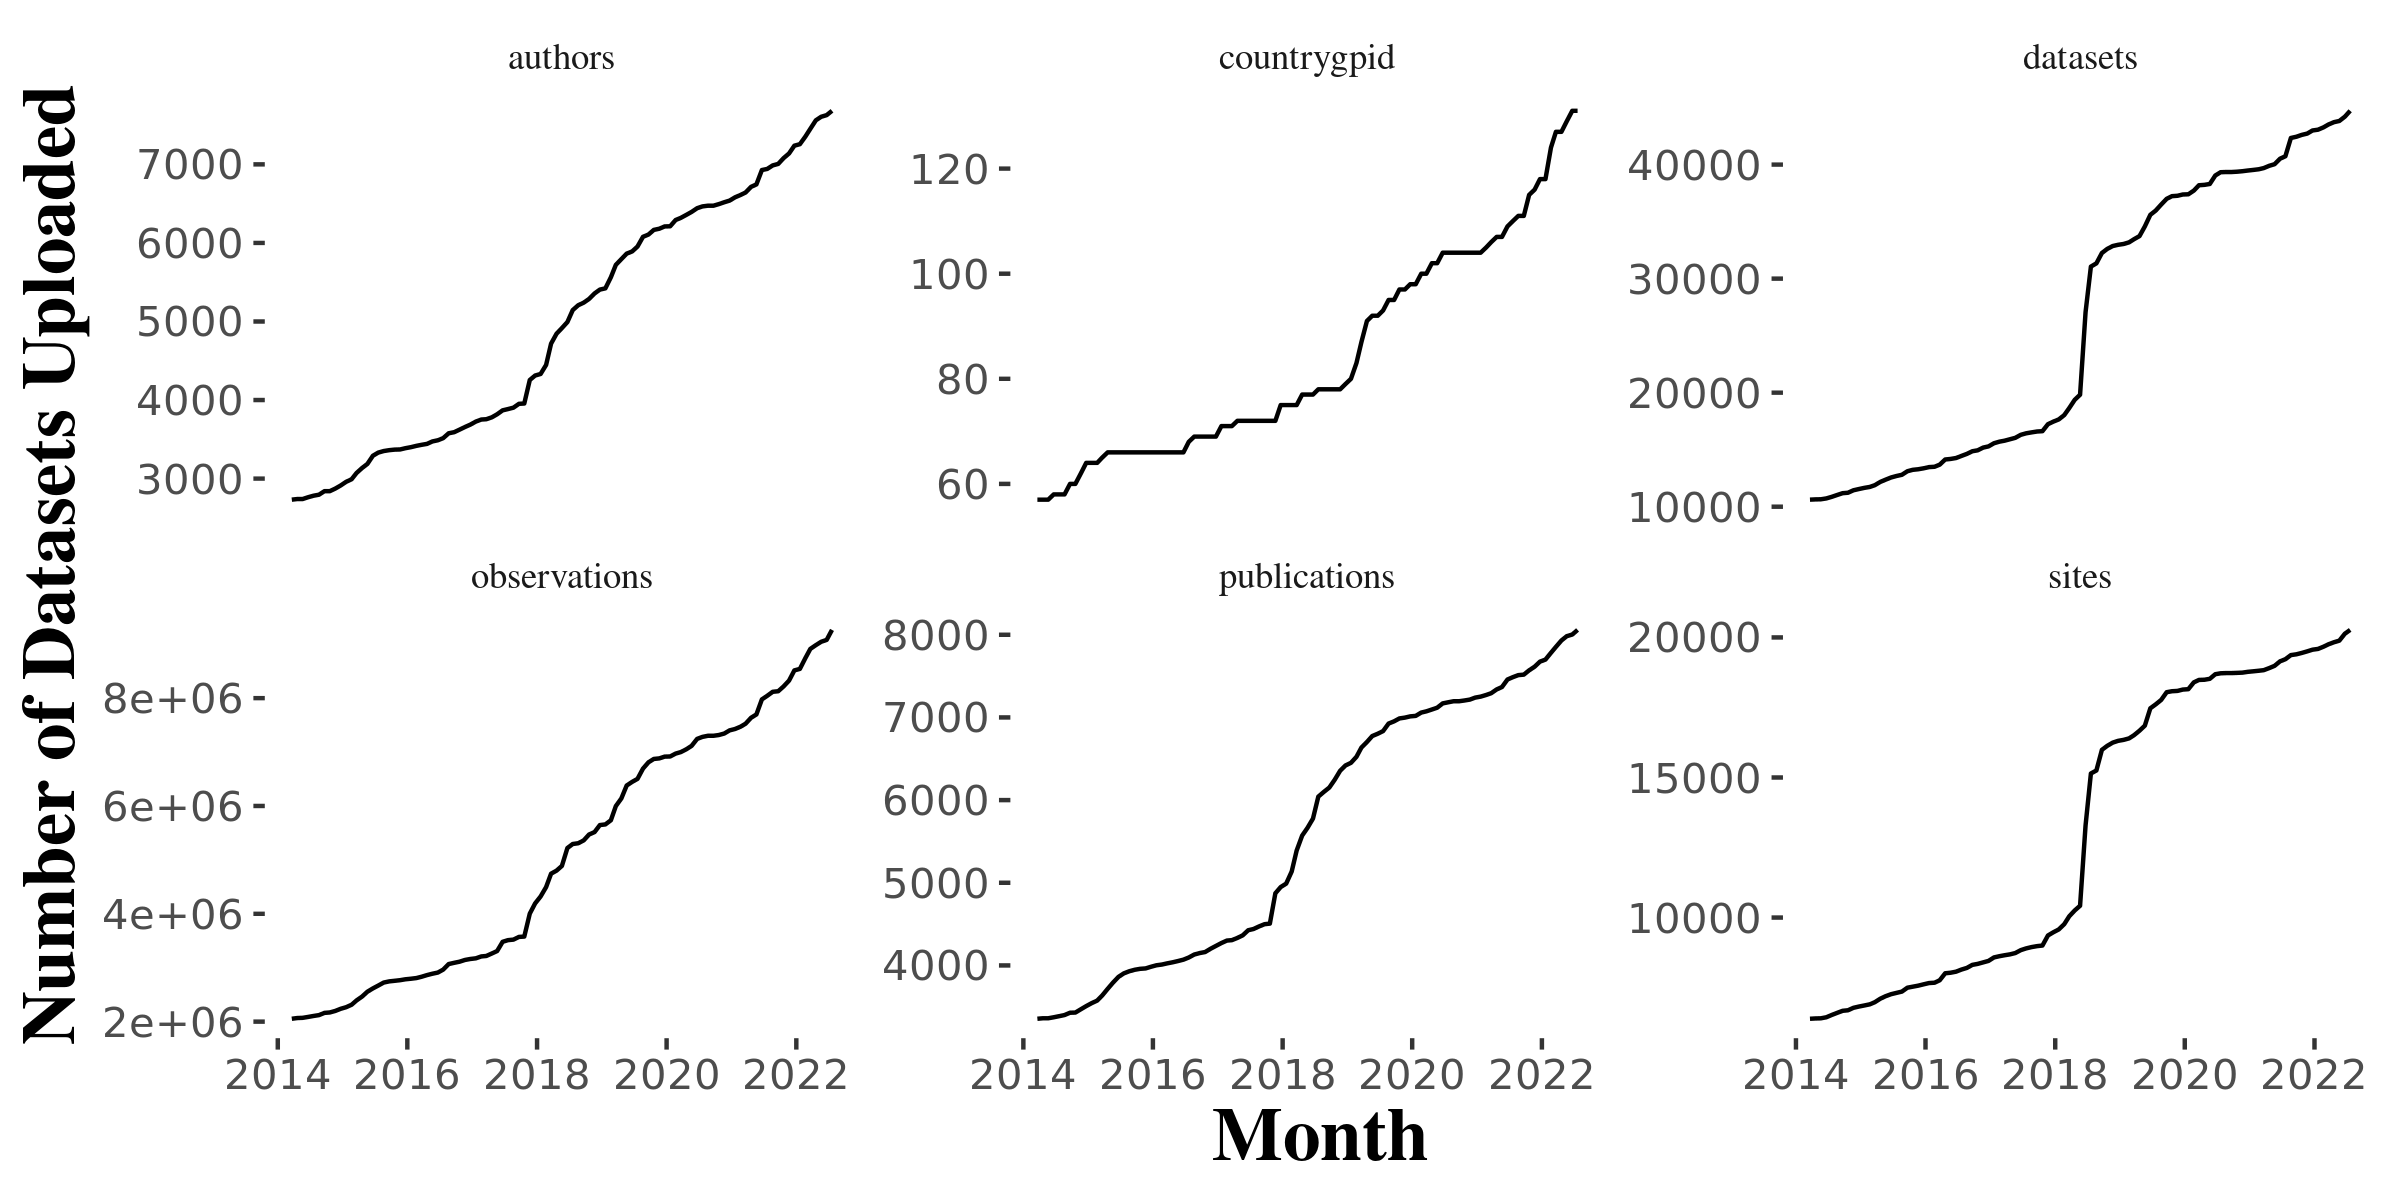 authors
countrygpid
datasets
Number of Datasets Uploaded
7000
6000
5000
4000
3000
120
100
80
60
40000
30000
20000
10000
observations
publications
sites
8e+06
6e+06
4e+06
2e+06
8000
7000
6000
5000
4000
20000
15000
10000
2014 2016 2018 2020 2022
2014 2016 2018 2020 2022
2014 2016 2018 2020 2022
Month